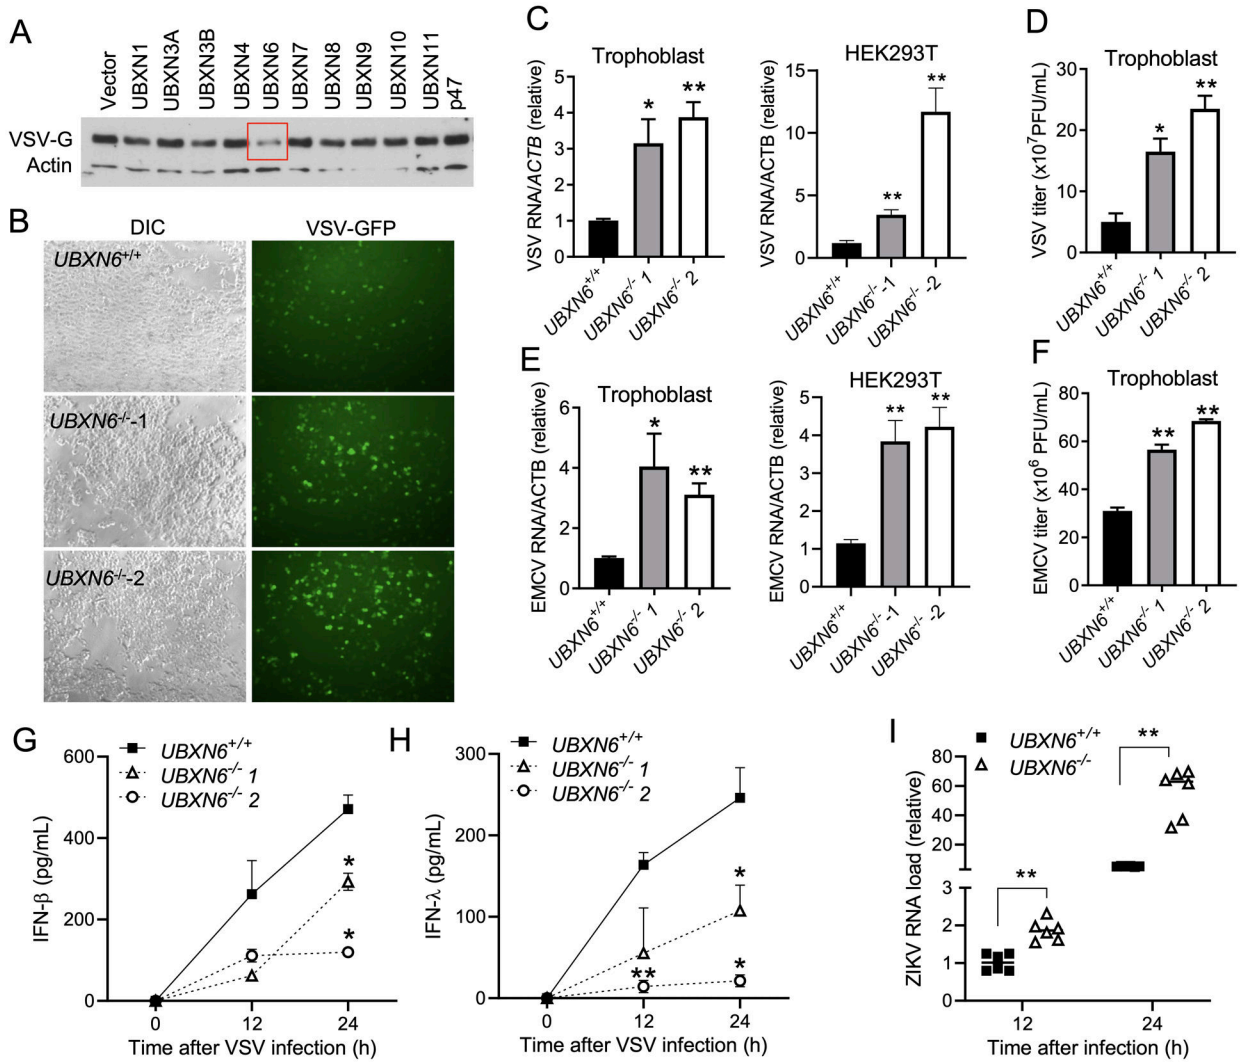 A
Vector
UBXN1
UBXN3A
UBXN3B
UBXN4
UBXN6
UBXN7
UBXN8
UBXN9
UBXN10
UBXN11
p47
VSV-G
Actin
B
DIC
VSV-GFP
UBXN6+/+
UBXN6-/--1
UBXN6-/--2
C
Trophoblast
VSV RNA/ACTB (relative)
5
4
3
2
1
0
*
**
UBXN6+/+
UBXN6-/- 1
UBXN6-/- 2
HEK293T
VSV RNA/ACTB (relative)
15
10
5
0
**
**
UBXN6+/+
UBXN6-/- -1
UBXN6-/- -2
D
Trophoblast
VSV titer (x10⁷PFU/mL)
30
20
10
0
*
**
UBXN6+/+
UBXN6-/- 1
UBXN6-/- 2
E
Trophoblast
EMCV RNA/ACTB (relative)
6
4
2
0
*
**
UBXN6+/+
UBXN6-/- 1
UBXN6-/- 2
HEK293T
EMCV RNA/ACTB (relative)
5
4
3
2
1
0
**
**
UBXN6+/+
UBXN6-/- -1
UBXN6-/- -2
F
Trophoblast
EMCV titer (x10⁶ PFU/mL)
80
60
40
20
0
**
**
UBXN6+/+
UBXN6-/- 1
UBXN6-/- 2
G
UBXN6+/+
UBXN6-/- 1
UBXN6-/- 2
IFN-β (pg/mL)
600
400
200
0
*
*
0 12 24
Time after VSV infection (h)
H
UBXN6+/+
UBXN6-/- 1
UBXN6-/- 2
IFN-λ (pg/mL)
300
200
100
0
*
**
*
0 12 24
Time after VSV infection (h)
I
UBXN6+/+
UBXN6-/-
ZIKV RNA load (relative)
80
60
40
20
3
2
1
0
**
**
12 24
Time after infection (h)